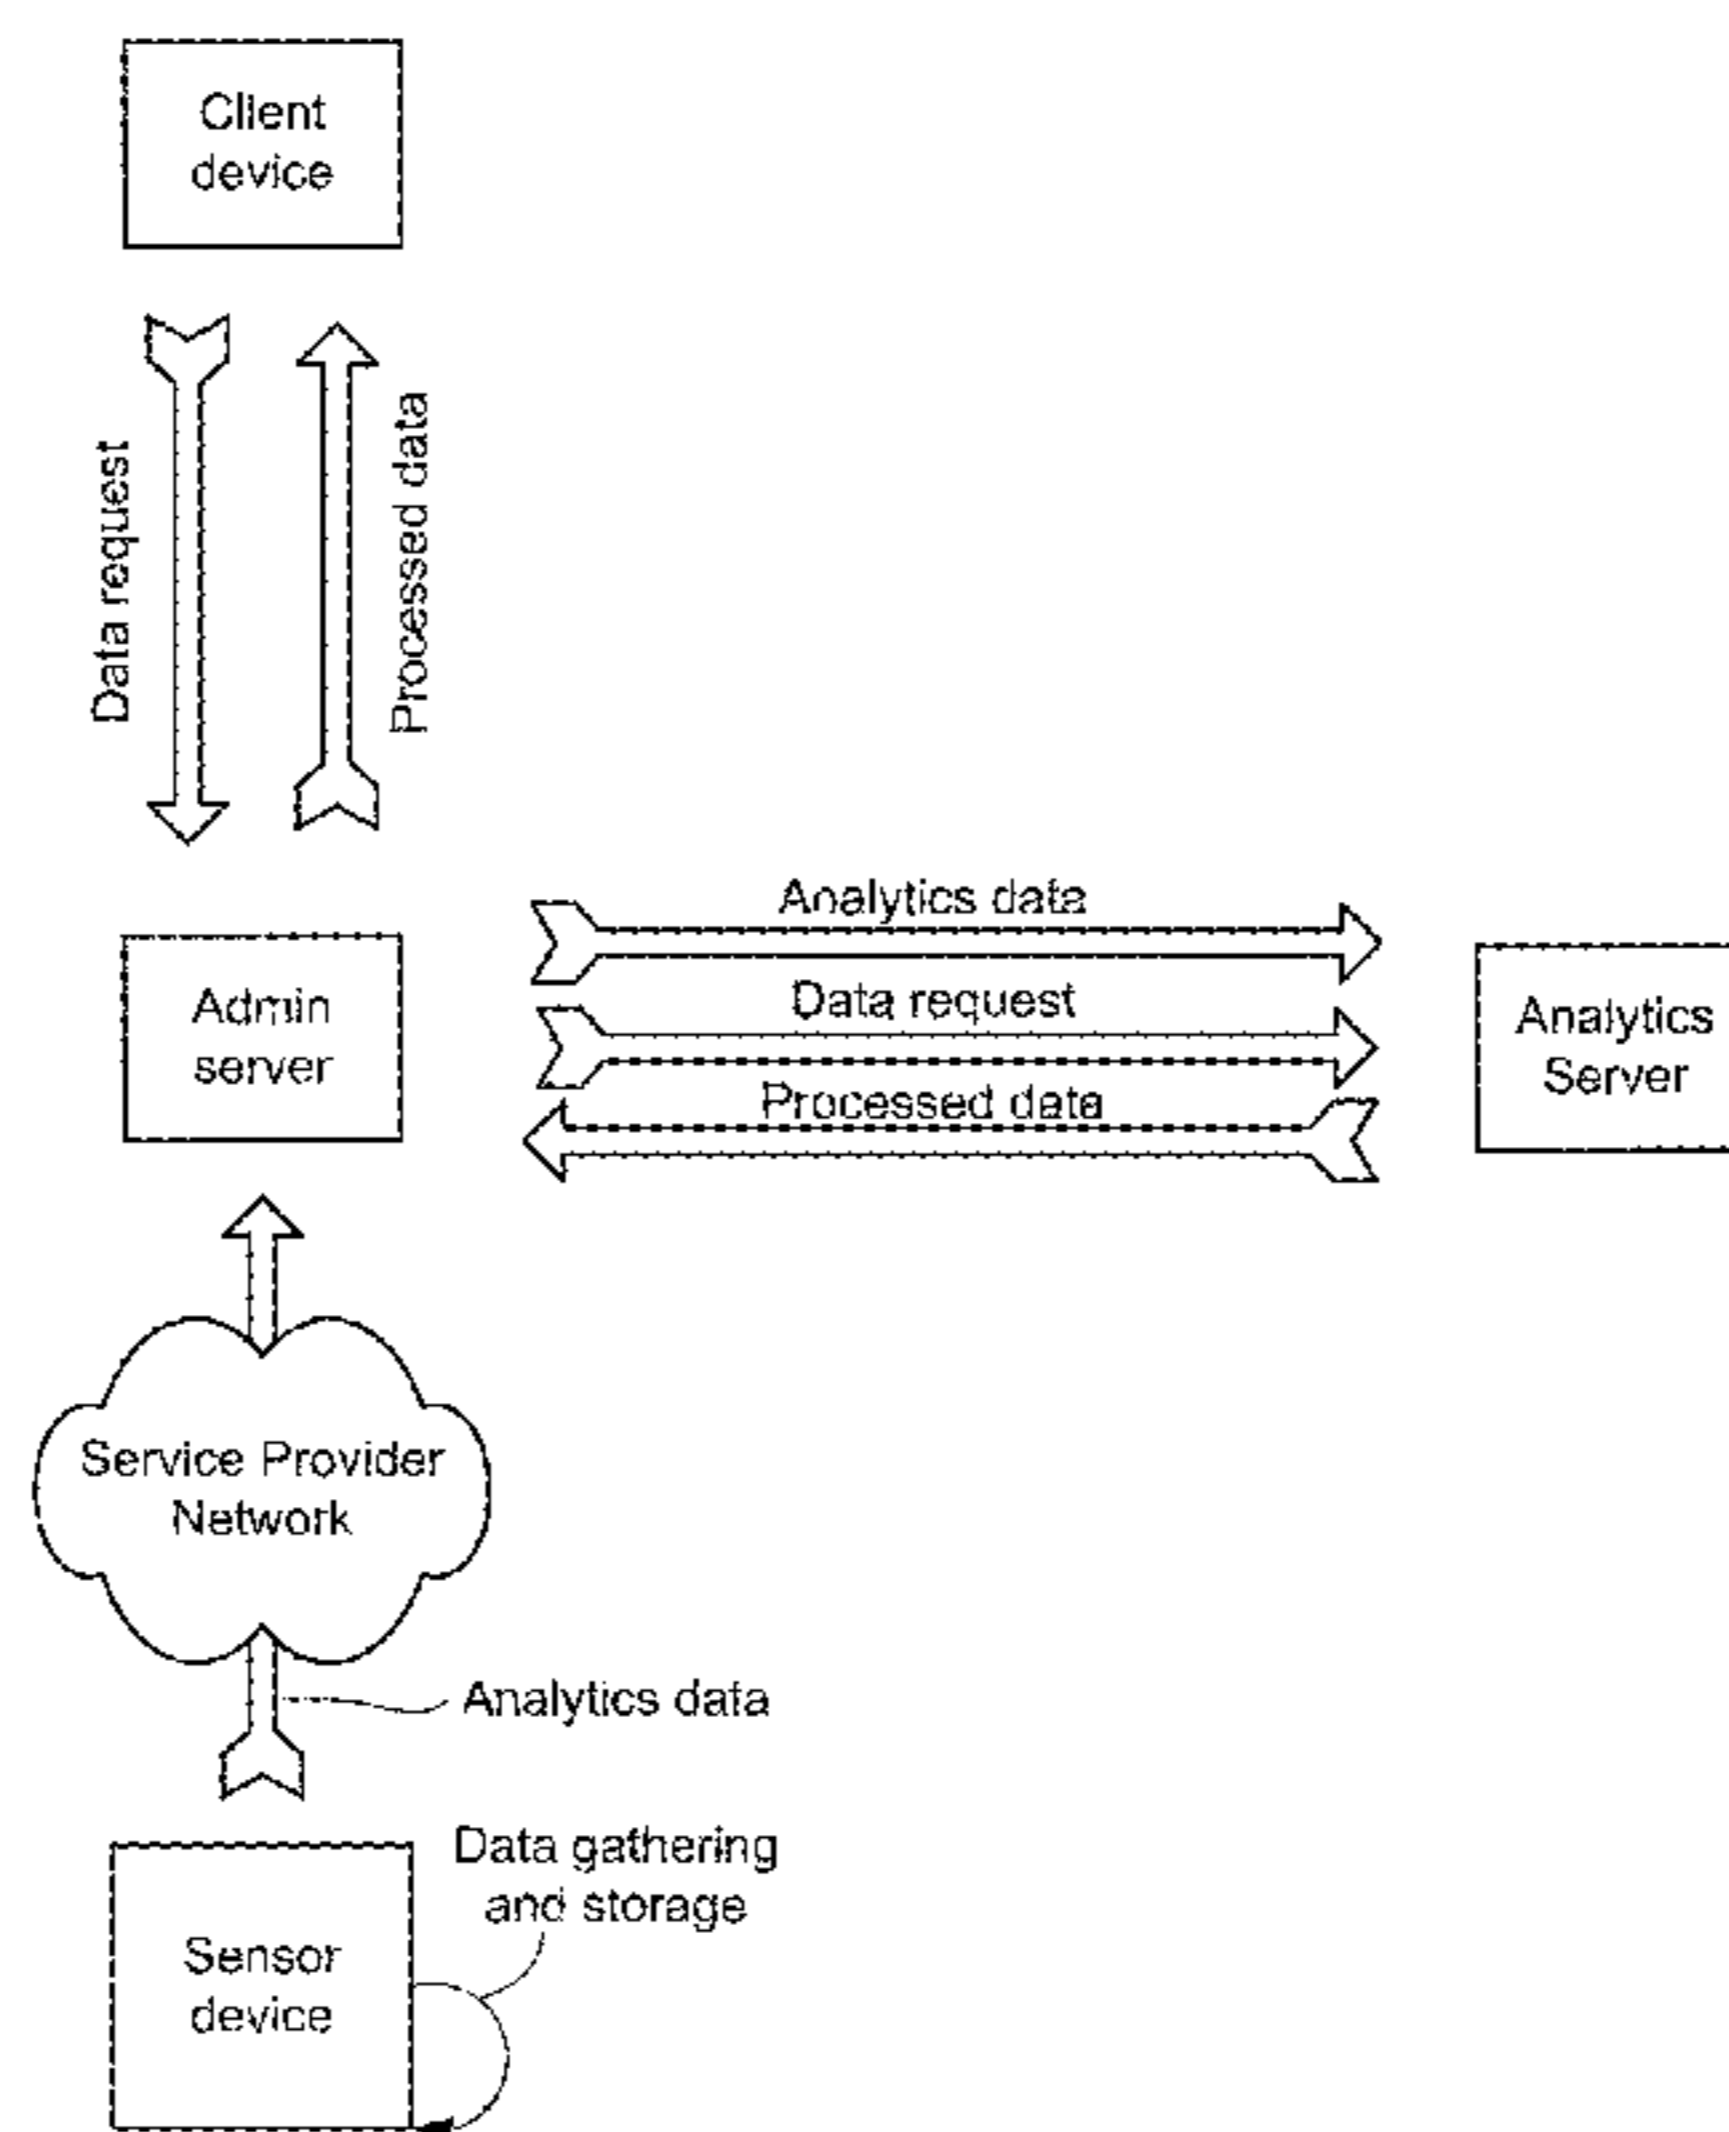 Client
device
Data request
Processed data
Analytics data
Data request
Processed data
Admin
server
Analytics
Server
Service Provider
Network
Analytics data
Data gathering
and storage
Sensor
device